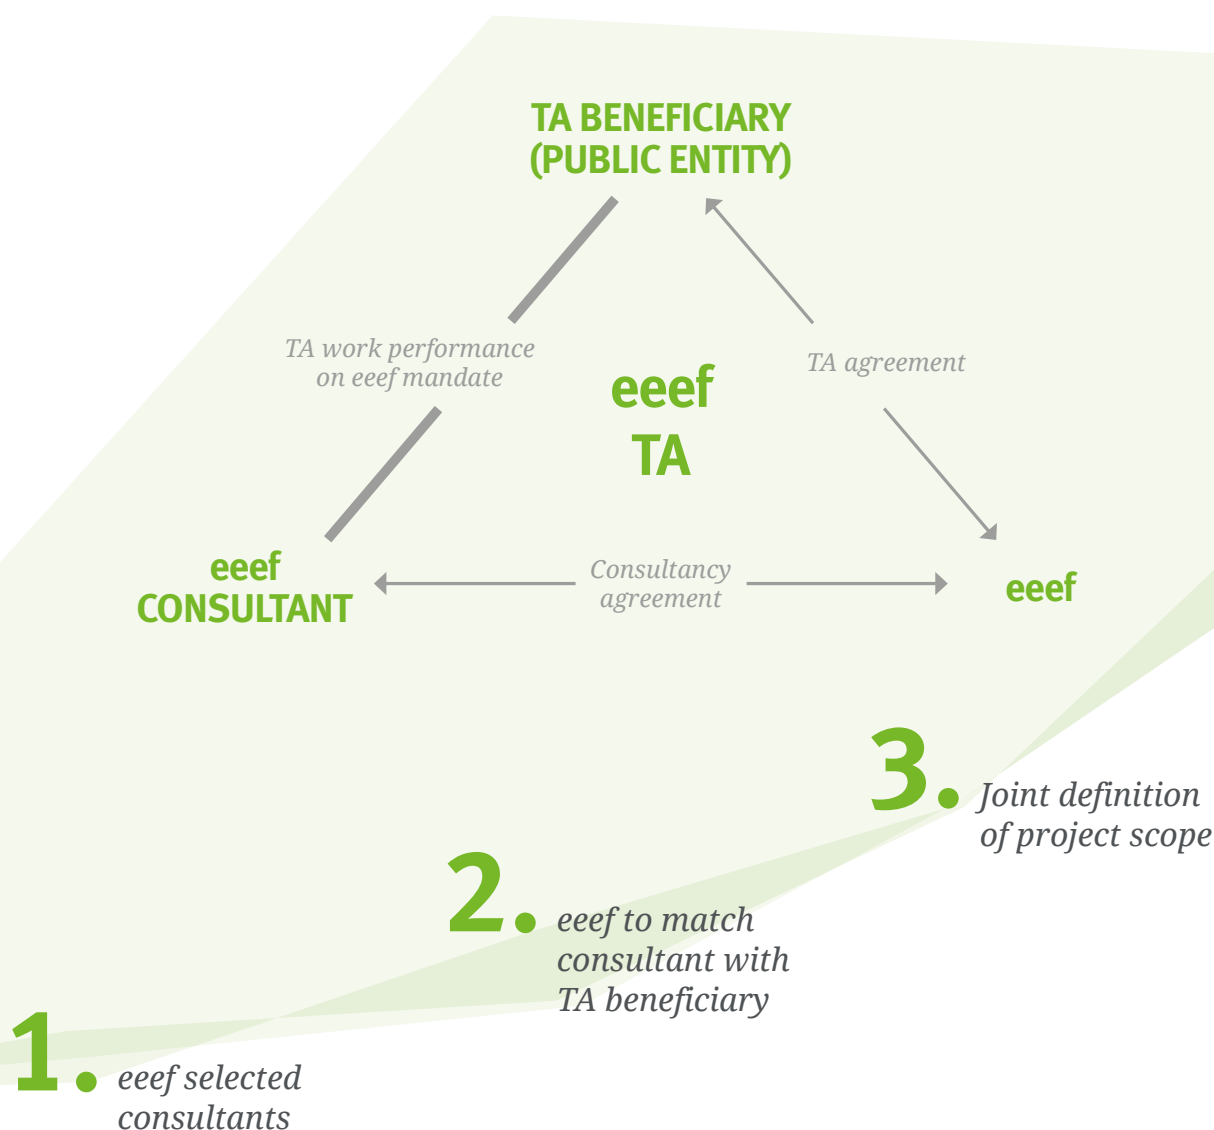 TA BENEFICIARY
(PUBLIC ENTITY)
TA work performance
on eeef mandate
TA agreement
eeef
TA
eeef
CONSULTANT
Consultancy
agreement
eeef
3. Joint definition
of project scope
2. eeef to match
consultant with
TA beneficiary
1. eeef selected
consultants